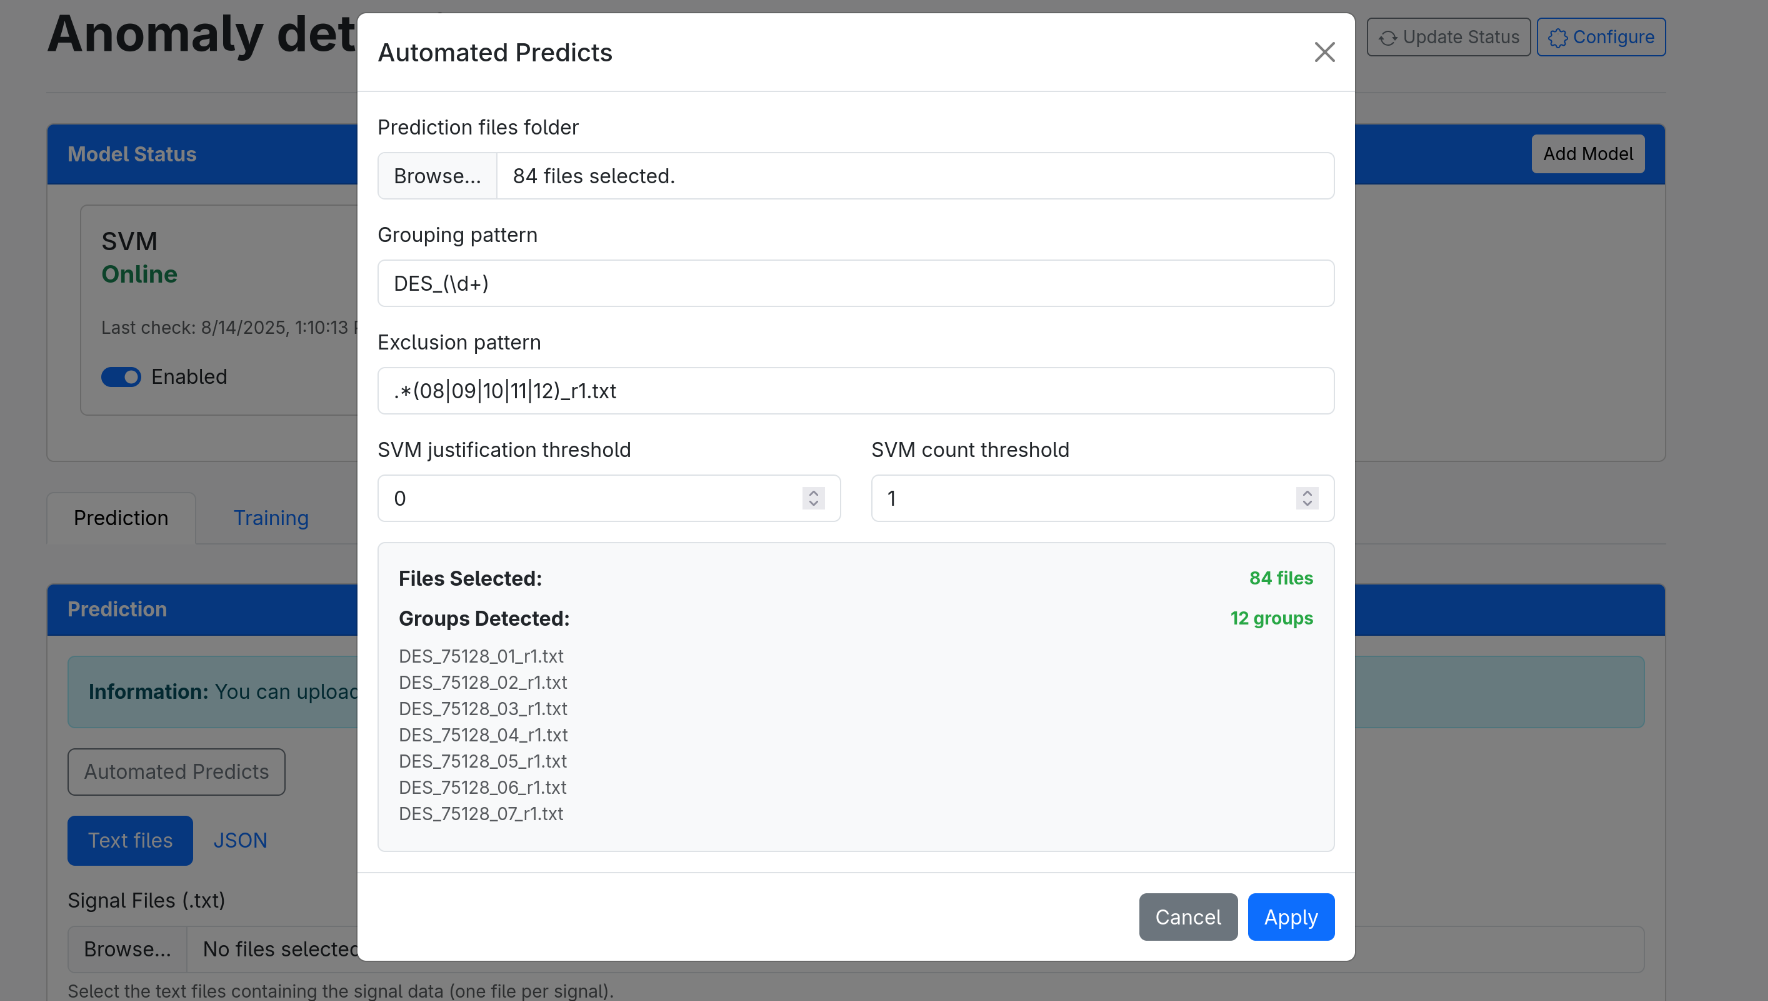 Anomaly det
Update Status
Configure
Automated Predicts
Model Status
Add Model
SVM
Online
Last check: 8/14/2025, 1:10:13
Enabled
Prediction files folder
Browse... 84 files selected.
Grouping pattern
DES_(\d+)
Exclusion pattern
.*(08|09|10|11|12)_r1.txt
SVM justification threshold
SVM count threshold
0
1
Prediction
Training
Files Selected: 84 files
Groups Detected: 12 groups
DES_75128_01_r1.txt
DES_75128_02_r1.txt
DES_75128_03_r1.txt
DES_75128_04_r1.txt
DES_75128_05_r1.txt
DES_75128_06_r1.txt
DES_75128_07_r1.txt
Cancel
Apply
Prediction
Information: You can upload
Automated Predicts
Text files
JSON
Signal Files (.txt)
Browse... No files selected
Select the text files containing the signal data (one file per signal).